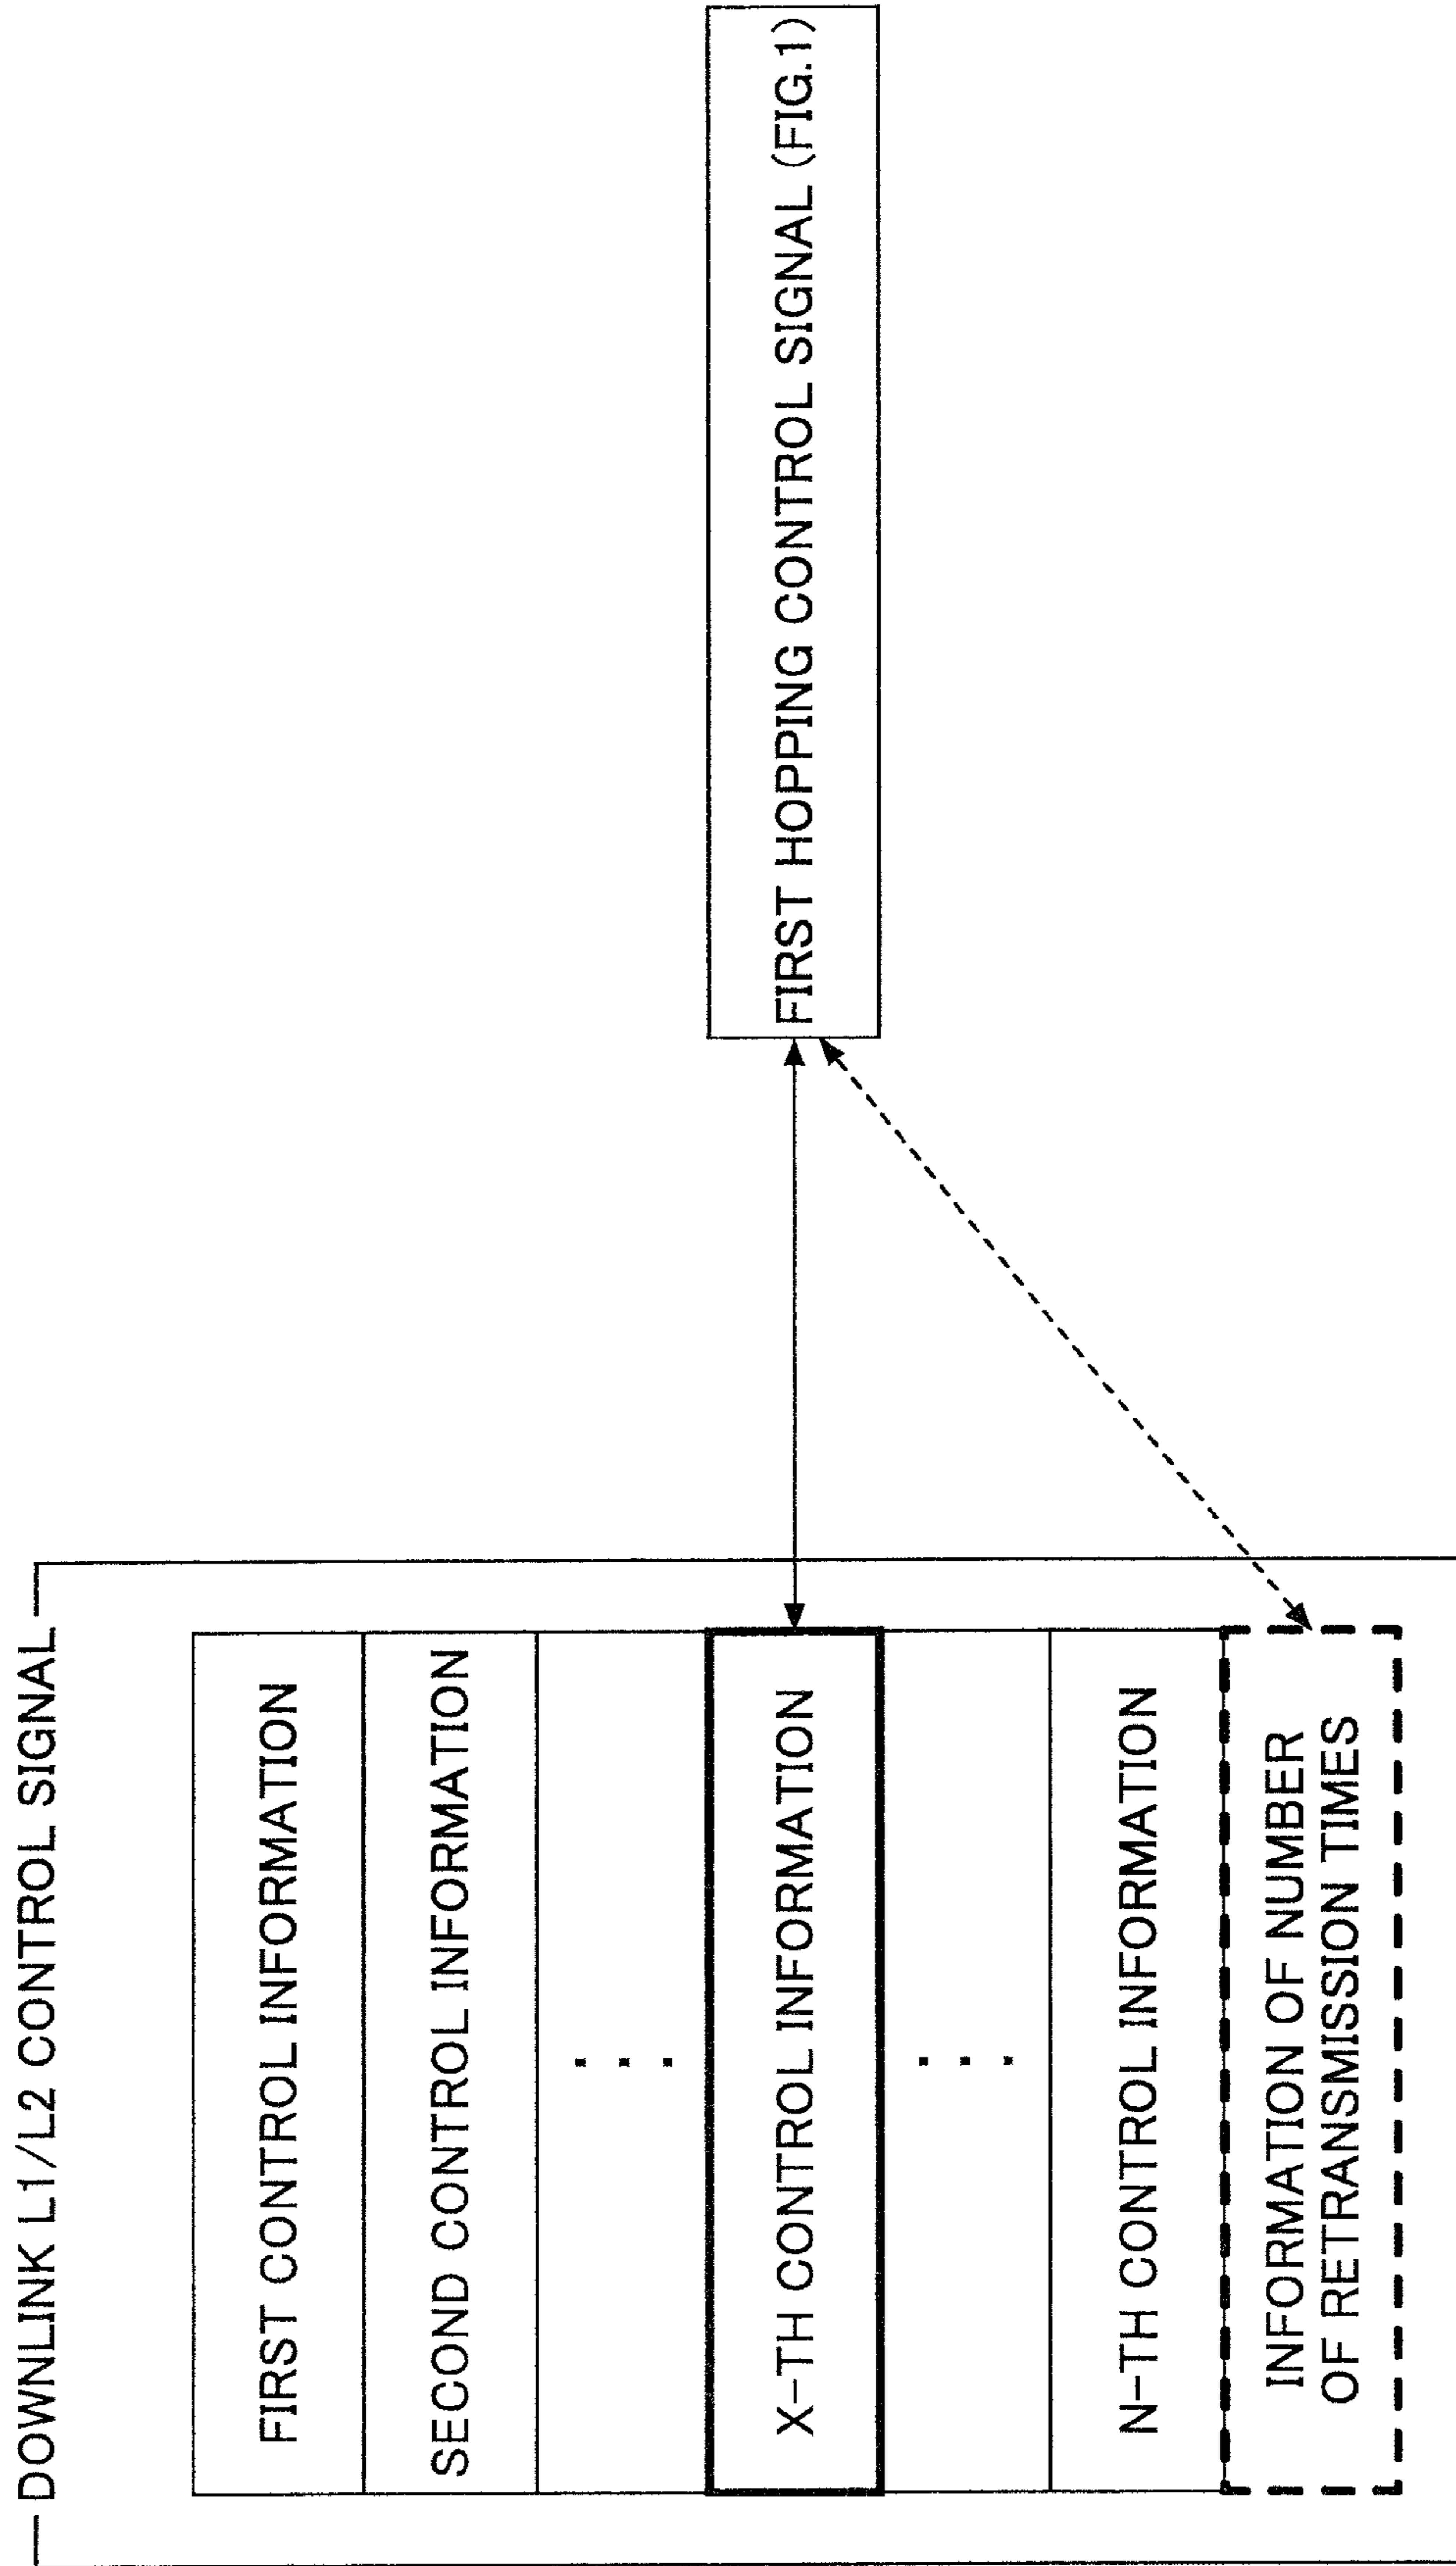 DOWNLINK L1/L2 CONTROL SIGNAL
FIRST CONTROL INFORMATION
SECOND CONTROL INFORMATION
...
X-TH CONTROL INFORMATION
...
N-TH CONTROL INFORMATION
INFORMATION OF NUMBER
OF RETRANSMISSION TIMES
FIRST HOPPING CONTROL SIGNAL (FIG.1)